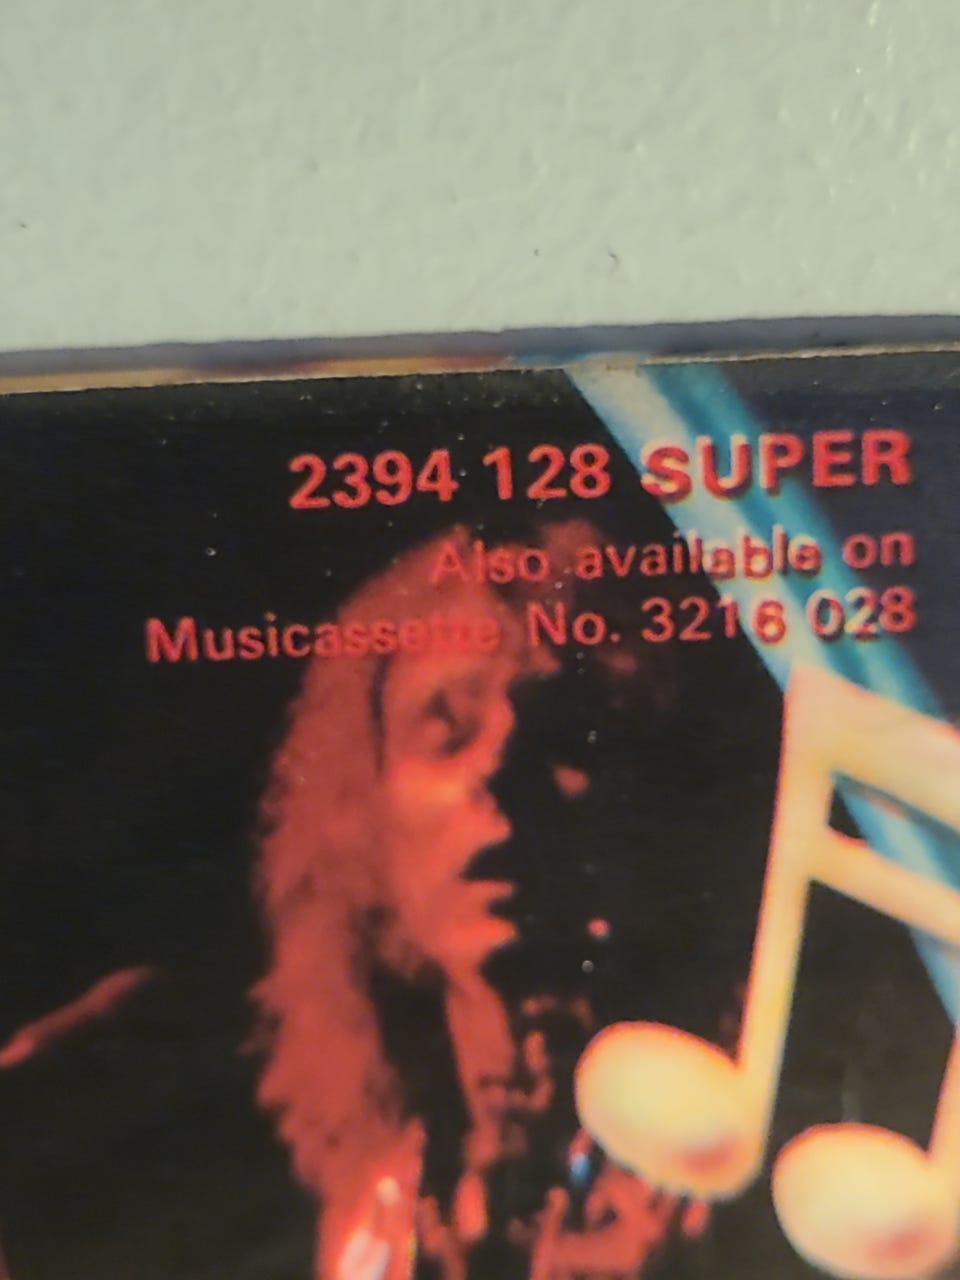 2394 128 SUPER
Also available on
Musicassette No. 3216 028